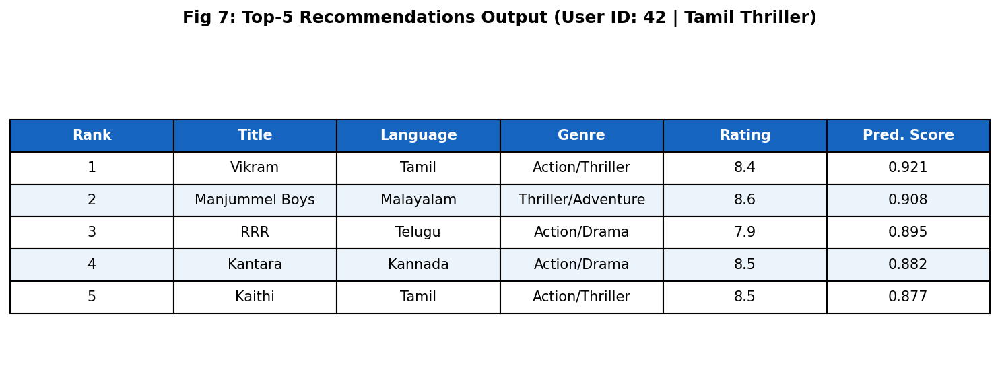 Fig 7: Top-5 Recommendations Output (User ID: 42 | Tamil Thriller)
Rank Title Language Genre Rating Pred. Score
1 Vikram Tamil Action/Thriller 8.4 0.921
2 Manjummel Boys Malayalam Thriller/Adventure 8.6 0.908
3 RRR Telugu Action/Drama 7.9 0.895
4 Kantara Kannada Action/Drama 8.5 0.882
5 Kaithi Tamil Action/Thriller 8.5 0.877